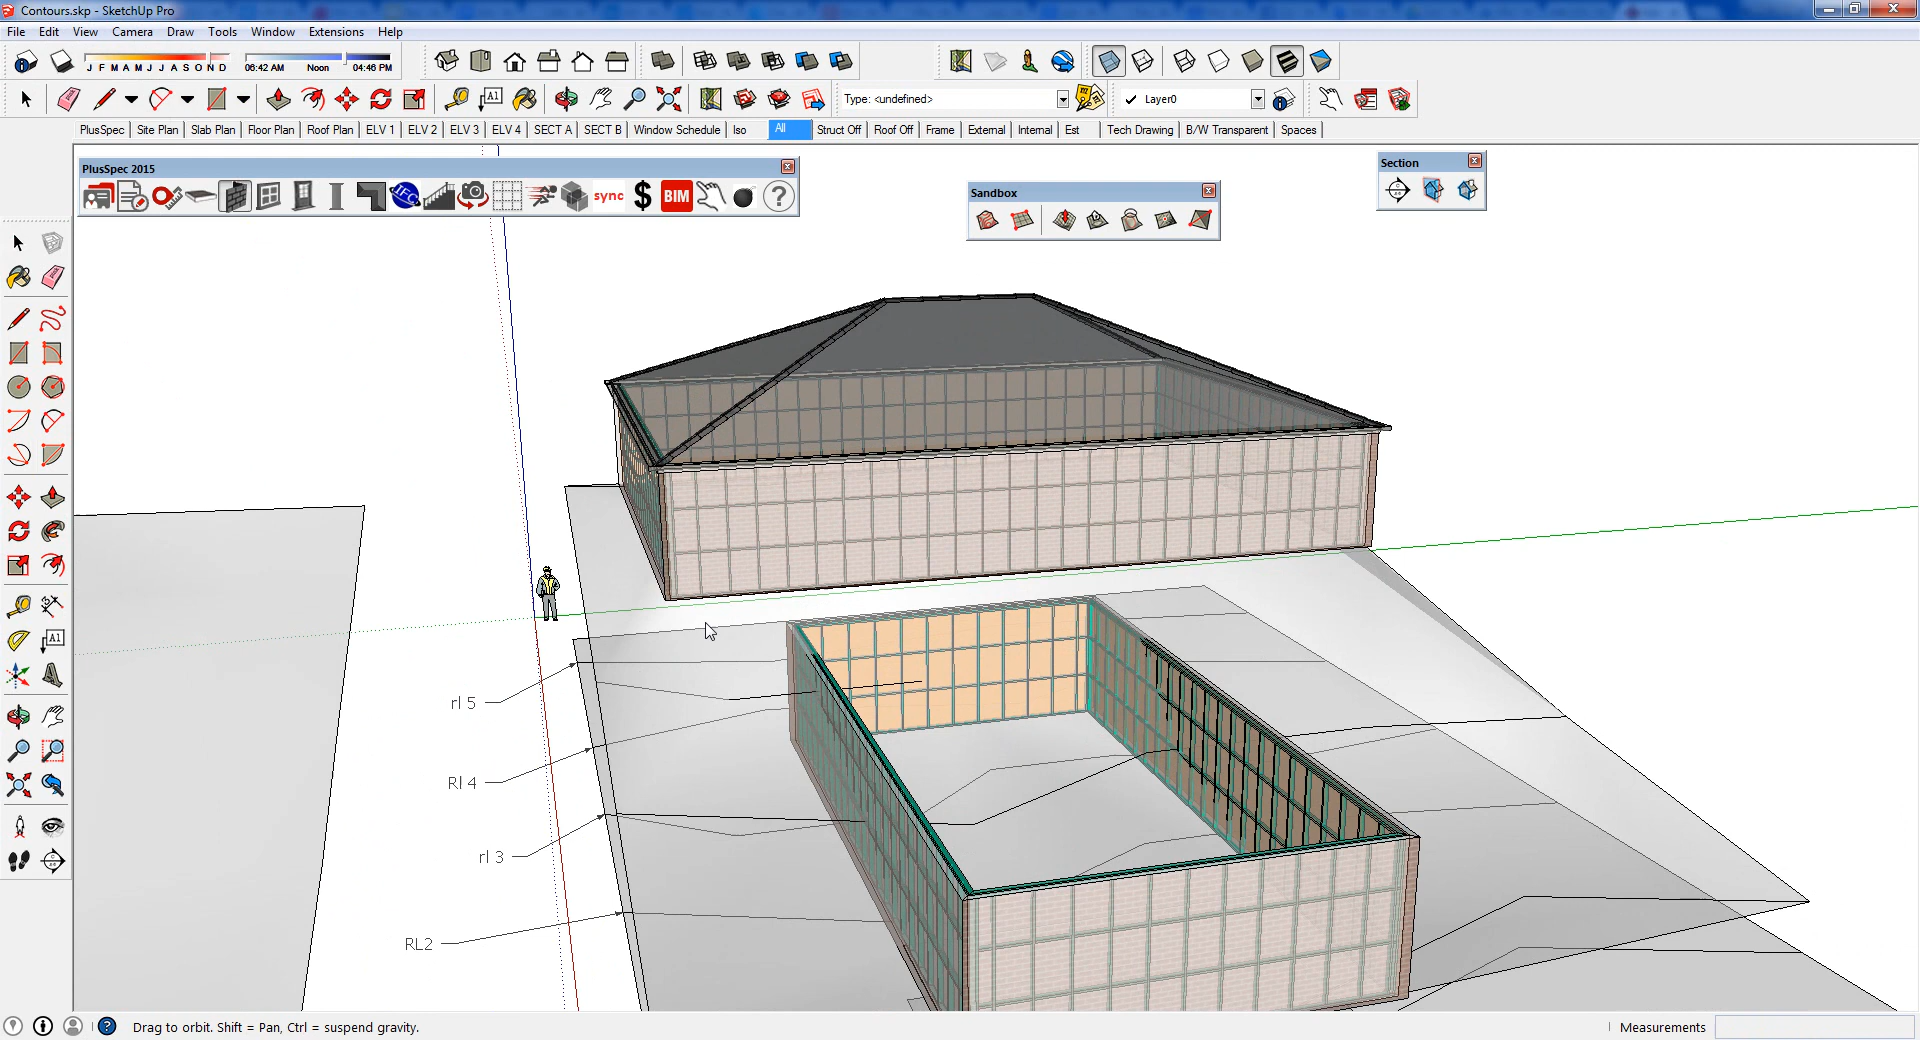 Contours.skp - SketchUp Pro
File Edit View Camera Draw Tools Window Extensions Help
J F M A M J J A S O N D 06:42 AM Noon 04:46 PM
A1 Type: <undefined> Layer0
PlusSpec Site Plan Slab Plan Floor Plan Roof Plan ELV 1 ELV 2 ELV 3 ELV 4 SECT A SECT B Window Schedule Iso All Struct Off Roof Off Frame External Internal Est Tech Drawing B/W Transparent Spaces
PlusSpec 2015
IFC sync $ BIM ?
Sandbox
Section
A1
rl 5
Rl 4
rl 3
RL2
Drag to orbit. Shift = Pan, Ctrl = suspend gravity.
Measurements